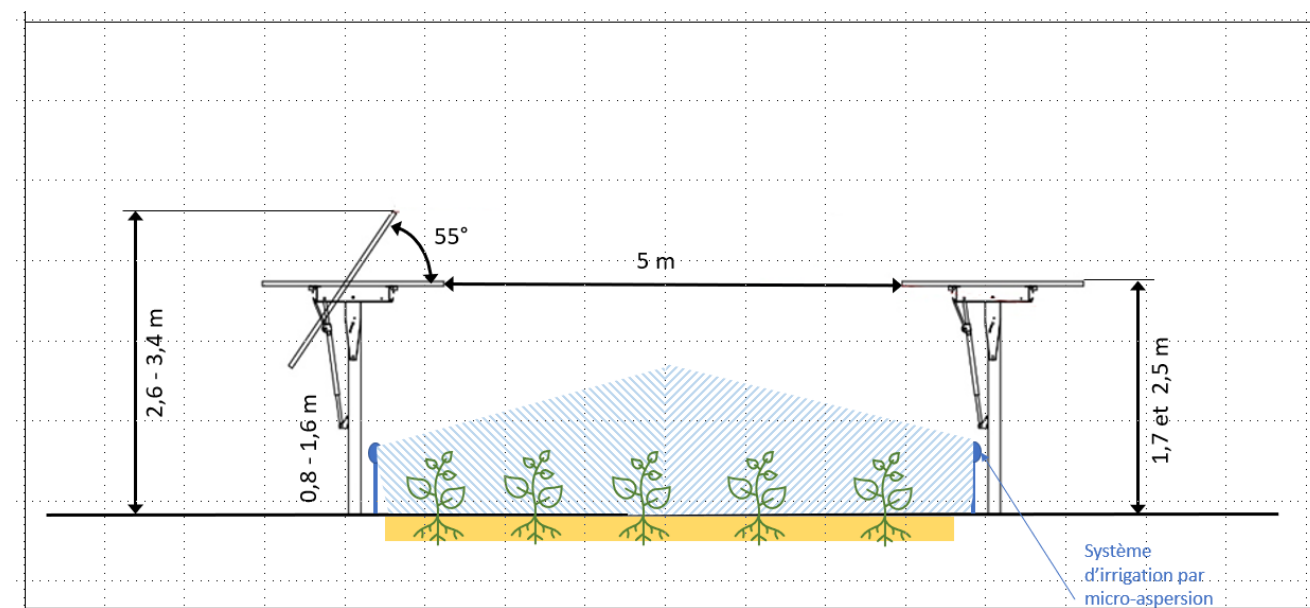 55°
5 m
2,6 - 3,4 m
0,8 - 1,6 m
1,7 et 2,5 m
Système
d'irrigation par
micro-aspersion